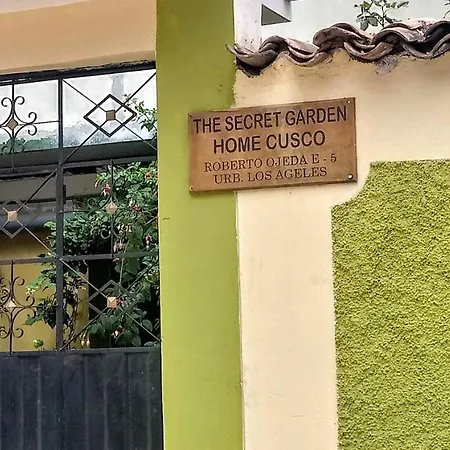 THE SECRET GARDEN
HOME CUSCO
ROBERTO OJEDA E - 5
URB. LOS AGELES